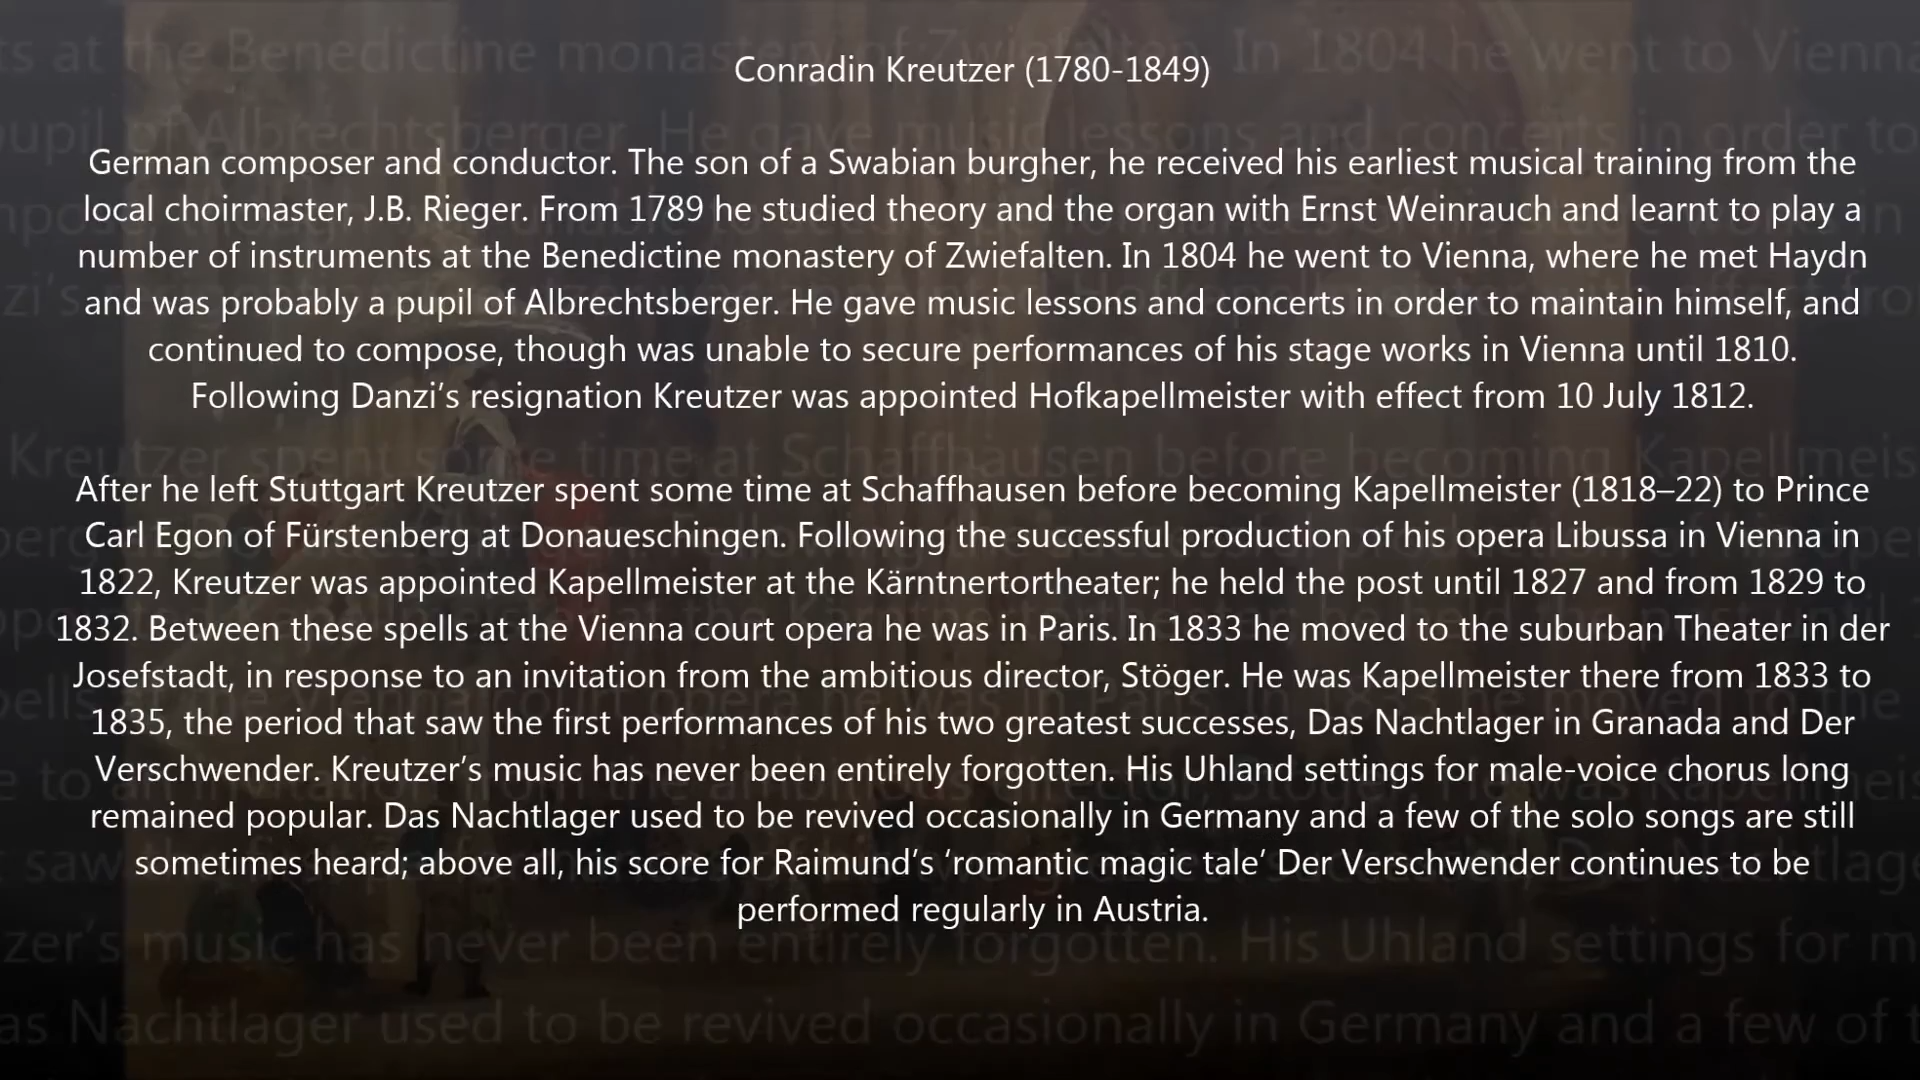 Conradin Kreutzer (1780-1849)
German composer and conductor. The son of a Swabian burgher, he received his earliest musical training from the
local choirmaster, J.B. Rieger. From 1789 he studied theory and the organ with Ernst Weinrauch and learnt to play a
number of instruments at the Benedictine monastery of Zwiefalten. In 1804 he went to Vienna, where he met Haydn
and was probably a pupil of Albrechtsberger. He gave music lessons and concerts in order to maintain himself, and
continued to compose, though was unable to secure performances of his stage works in Vienna until 1810.
Following Danzi’s resignation Kreutzer was appointed Hofkapellmeister with effect from 10 July 1812.
After he left Stuttgart Kreutzer spent some time at Schaffhausen before becoming Kapellmeister (1818–22) to Prince
Carl Egon of Fürstenberg at Donaueschingen. Following the successful production of his opera Libussa in Vienna in
1822, Kreutzer was appointed Kapellmeister at the Kärntnertortheater; he held the post until 1827 and from 1829 to
1832. Between these spells at the Vienna court opera he was in Paris. In 1833 he moved to the suburban Theater in der
Josefstadt, in response to an invitation from the ambitious director, Stöger. He was Kapellmeister there from 1833 to
1835, the period that saw the first performances of his two greatest successes, Das Nachtlager in Granada and Der
Verschwender. Kreutzer’s music has never been entirely forgotten. His Uhland settings for male-voice chorus long
remained popular. Das Nachtlager used to be revived occasionally in Germany and a few of the solo songs are still
sometimes heard; above all, his score for Raimund’s ‘romantic magic tale’ Der Verschwender continues to be
performed regularly in Austria.